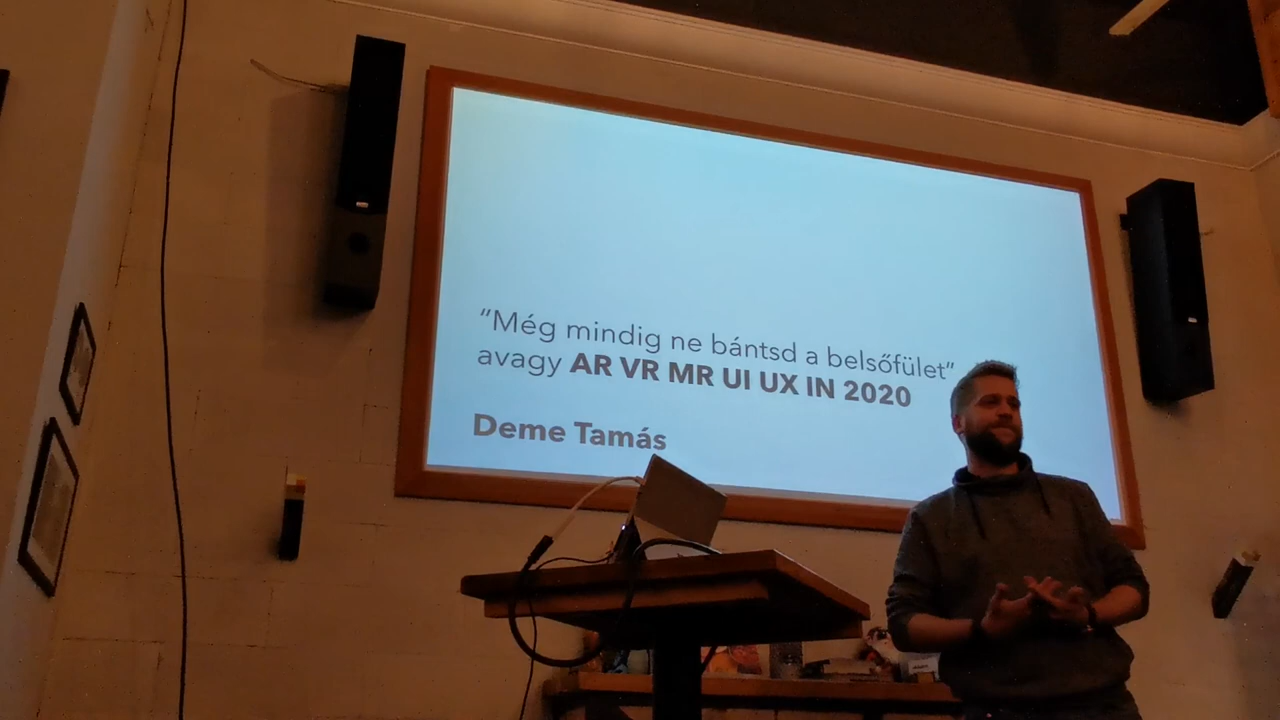 “Még mindig ne bántsd a belsőfület”
avagy AR VR MR UI UX IN 2020
Deme Tamás